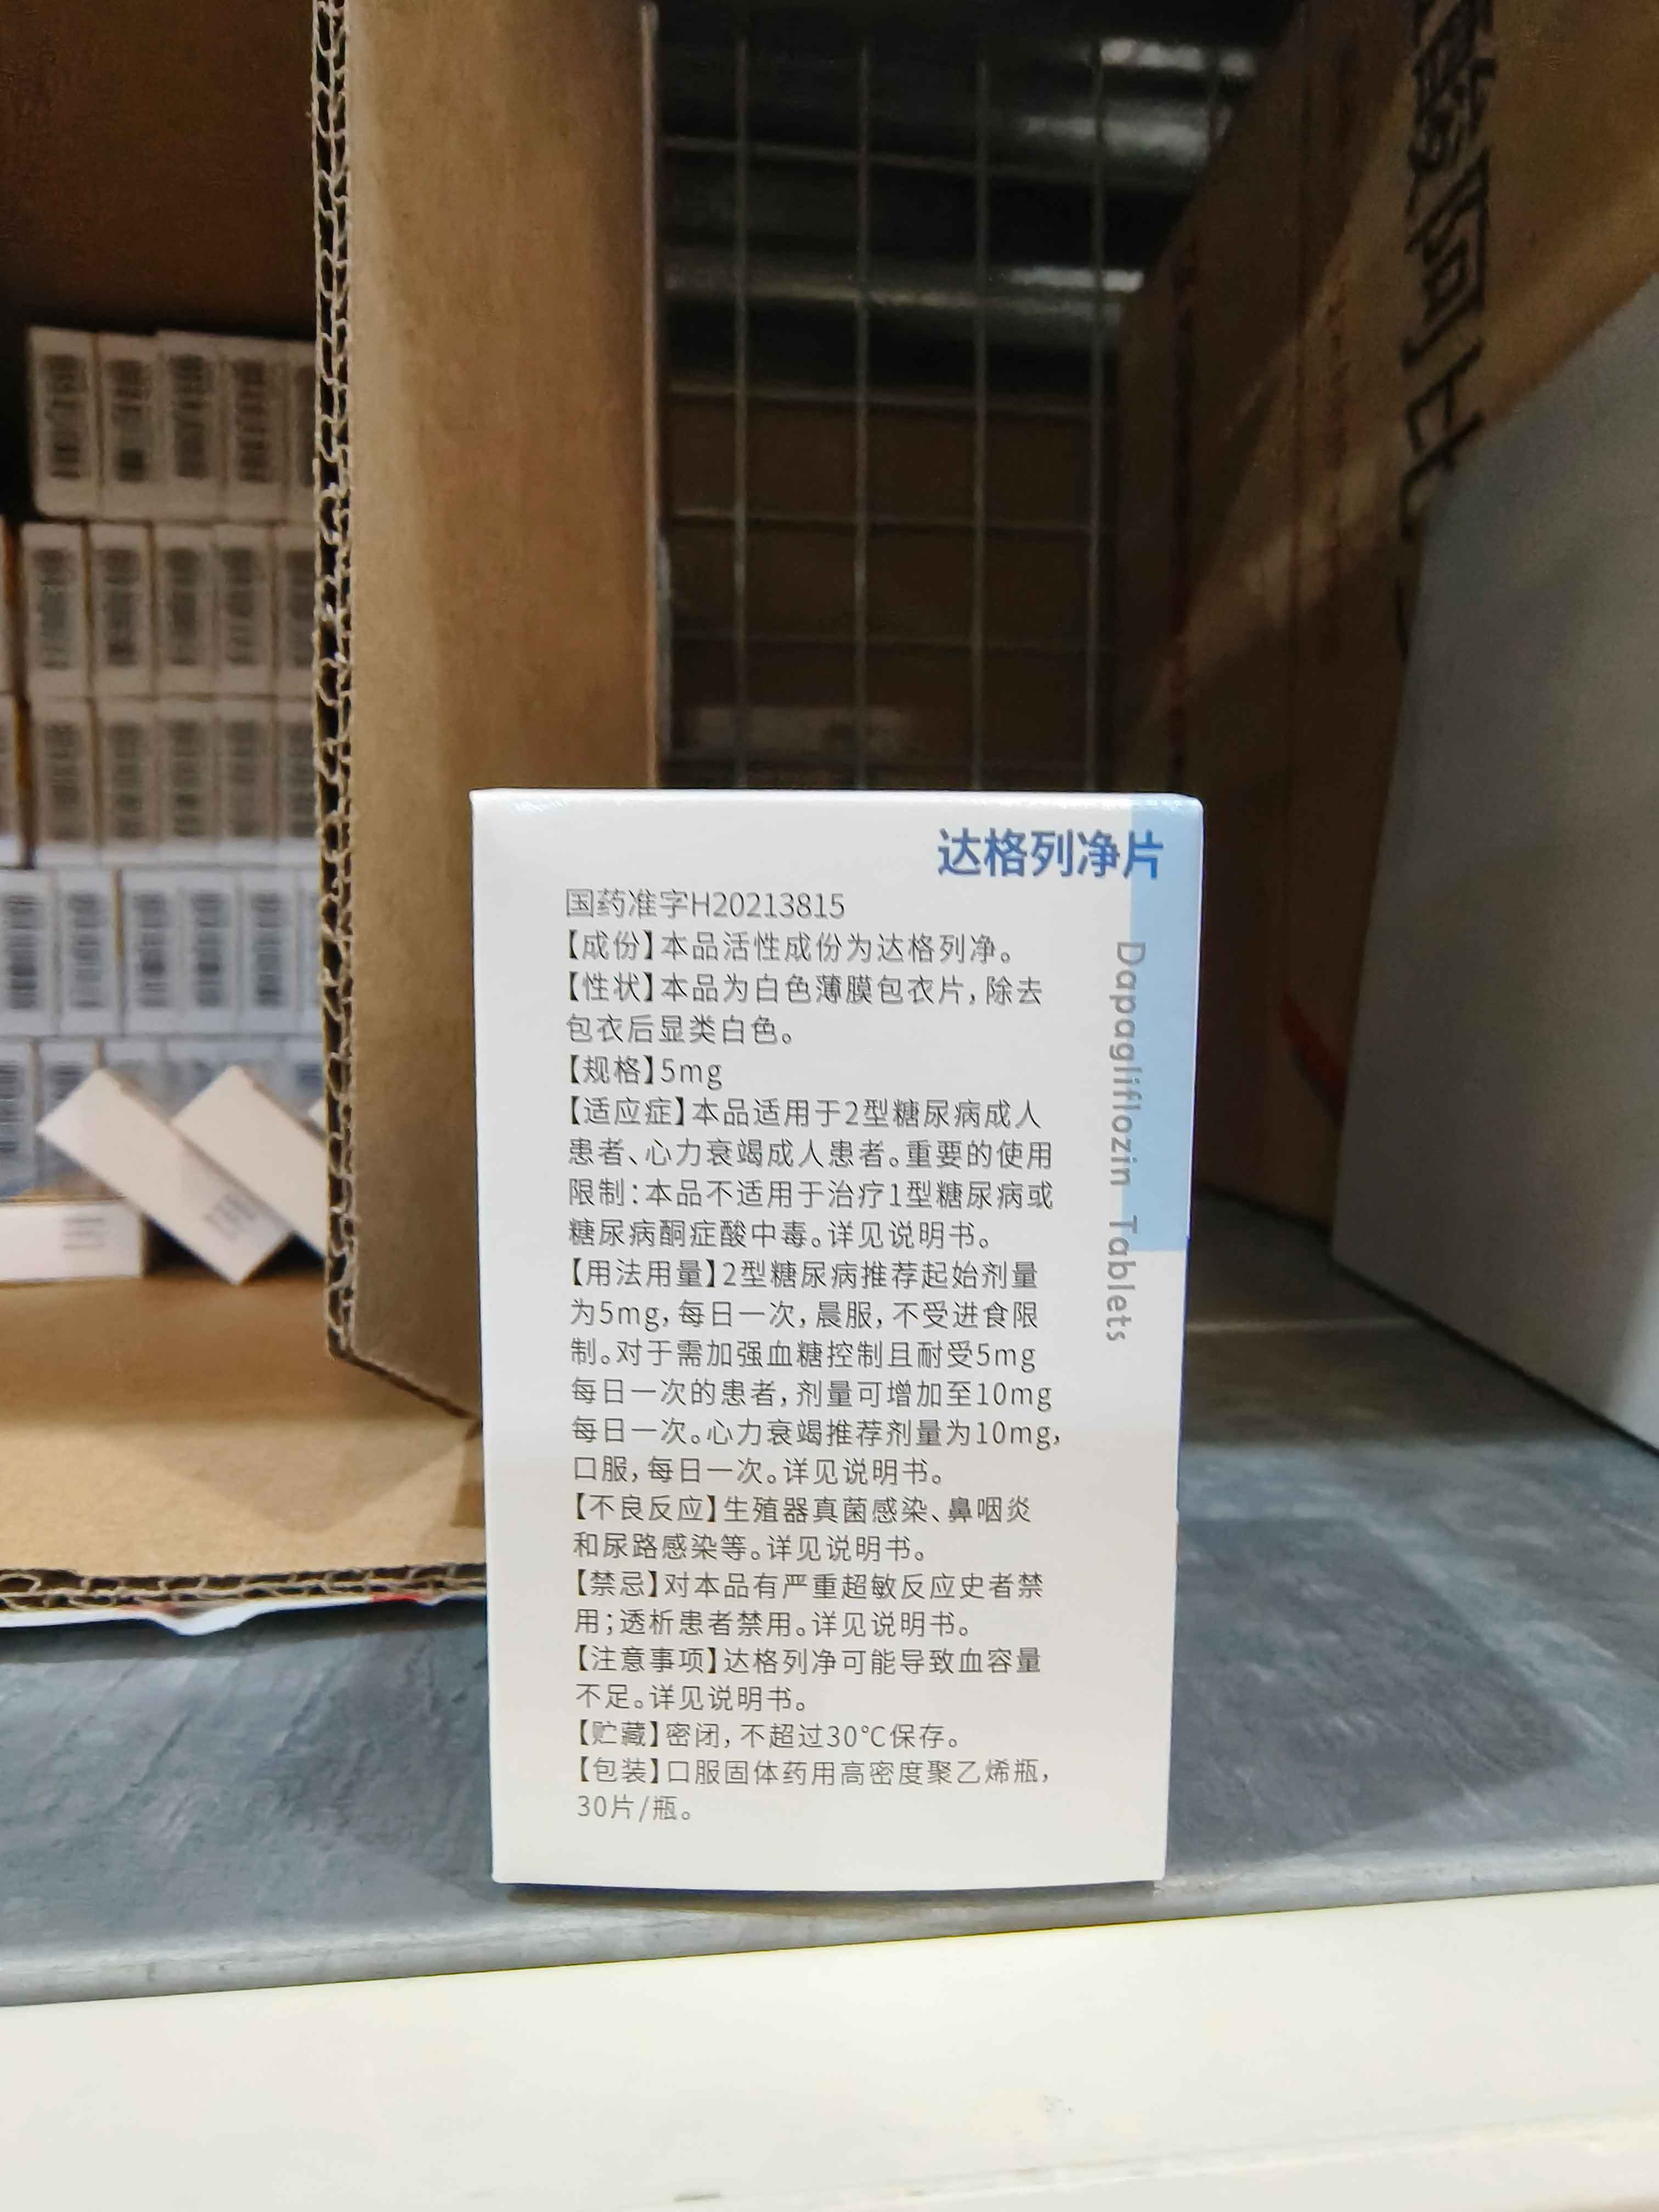 达格列净片
Dapagliflozin Tablets
国药准字H20213815
【成份】本品活性成份为达格列净。
【性状】本品为白色薄膜包衣片,除去
包衣后显类白色。
【规格】5mg
【适应症】本品适用于2型糖尿病成人
患者、心力衰竭成人患者。重要的使用
限制:本品不适用于治疗1型糖尿病或
糖尿病酮症酸中毒。详见说明书。
【用法用量】2型糖尿病推荐起始剂量
为5mg,每日一次,晨服,不受进食限
制。对于需加强血糖控制且耐受5mg
每日一次的患者,剂量可增加至10mg
每日一次。心力衰竭推荐剂量为10mg,
口服,每日一次。详见说明书。
【不良反应】生殖器真菌感染、鼻咽炎
和尿路感染等。详见说明书。
【禁忌】对本品有严重超敏反应史者禁
用;透析患者禁用。详见说明书。
【注意事项】达格列净可能导致血容量
不足。详见说明书。
【贮藏】密闭,不超过30℃保存。
【包装】口服固体药用高密度聚乙烯瓶,
30片/瓶。